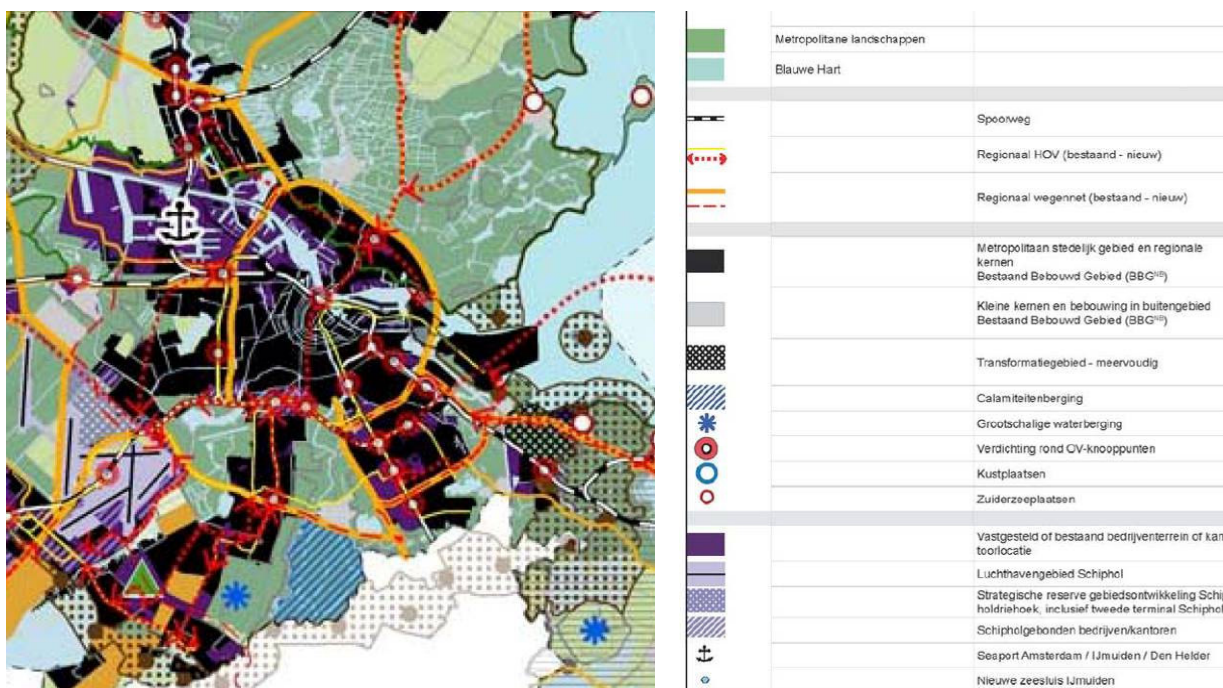 Metropolitane landschappen
Blauwe Hart
Spoorweg
Regionaal HOV (bestaand - nieuw)
Regionaal wegennet (bestaand - nieuw)
Metropolitaan stedelijk gebied en regionale
kernen
Bestaand Bebouwd Gebied (BBG
Kleine kernen en bebouwing in buitengebied
Bestaand Bebouwd Gebied (BBG
Transformatiegebied - meervoudig
Calamiteitenberging
Grootschalige waterberging
Verdichting rond OV-knooppunten
Kustplaatsen
Zuiderzeeplaatsen
Vastgesteld of bestaand bedrijventerrein of kan
toorlocatie
Luchthavengebied Schiphol
Strategische reserve gebiedsontwikkeling Schip
holdriehoek, inclusief tweede terminal Schiphol
Schipholgebonden bedrijven/kantoren
Seaport Amsterdam / IJmuiden / Den Helder
Nieuwe zeesluis IJmuiden